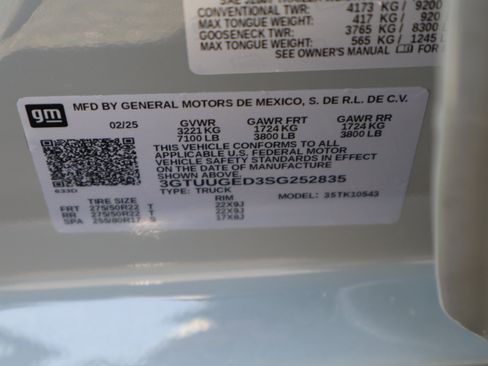 CONVENTIONAL TWR: 4173 KG / 9200
MAX TONGUE WEIGHT: 417 KG / 920
GOOSENECK TWR: 3765 KG / 8300 L
MAX TONGUE WEIGHT: 565 KG / 1245 L
SEE OWNER'S MANUAL FOR
gm
MFD BY GENERAL MOTORS DE MEXICO, S. DE R.L. DE C.V.
02/25 GVWR GAWR FRT GAWR RR
3221 KG 1724 KG 1724 KG
7100 LB 3800 LB 3800 LB
THIS VEHICLE CONFORMS TO ALL
APPLICABLE U.S. FEDERAL MOTOR
VEHICLE SAFETY STANDARDS IN EFFECT
ON THE DATE OF MANUFACTURE
SHOWN ABOVE.
3GTUUGED3SG252835
TYPE: TRUCK MODEL: 3STK10543
TIRE SIZE RIM
FRT 275/50R22 T 22X9J
RR 275/50R22 T 22X9J
SPA 255/80R17 S 17X8J